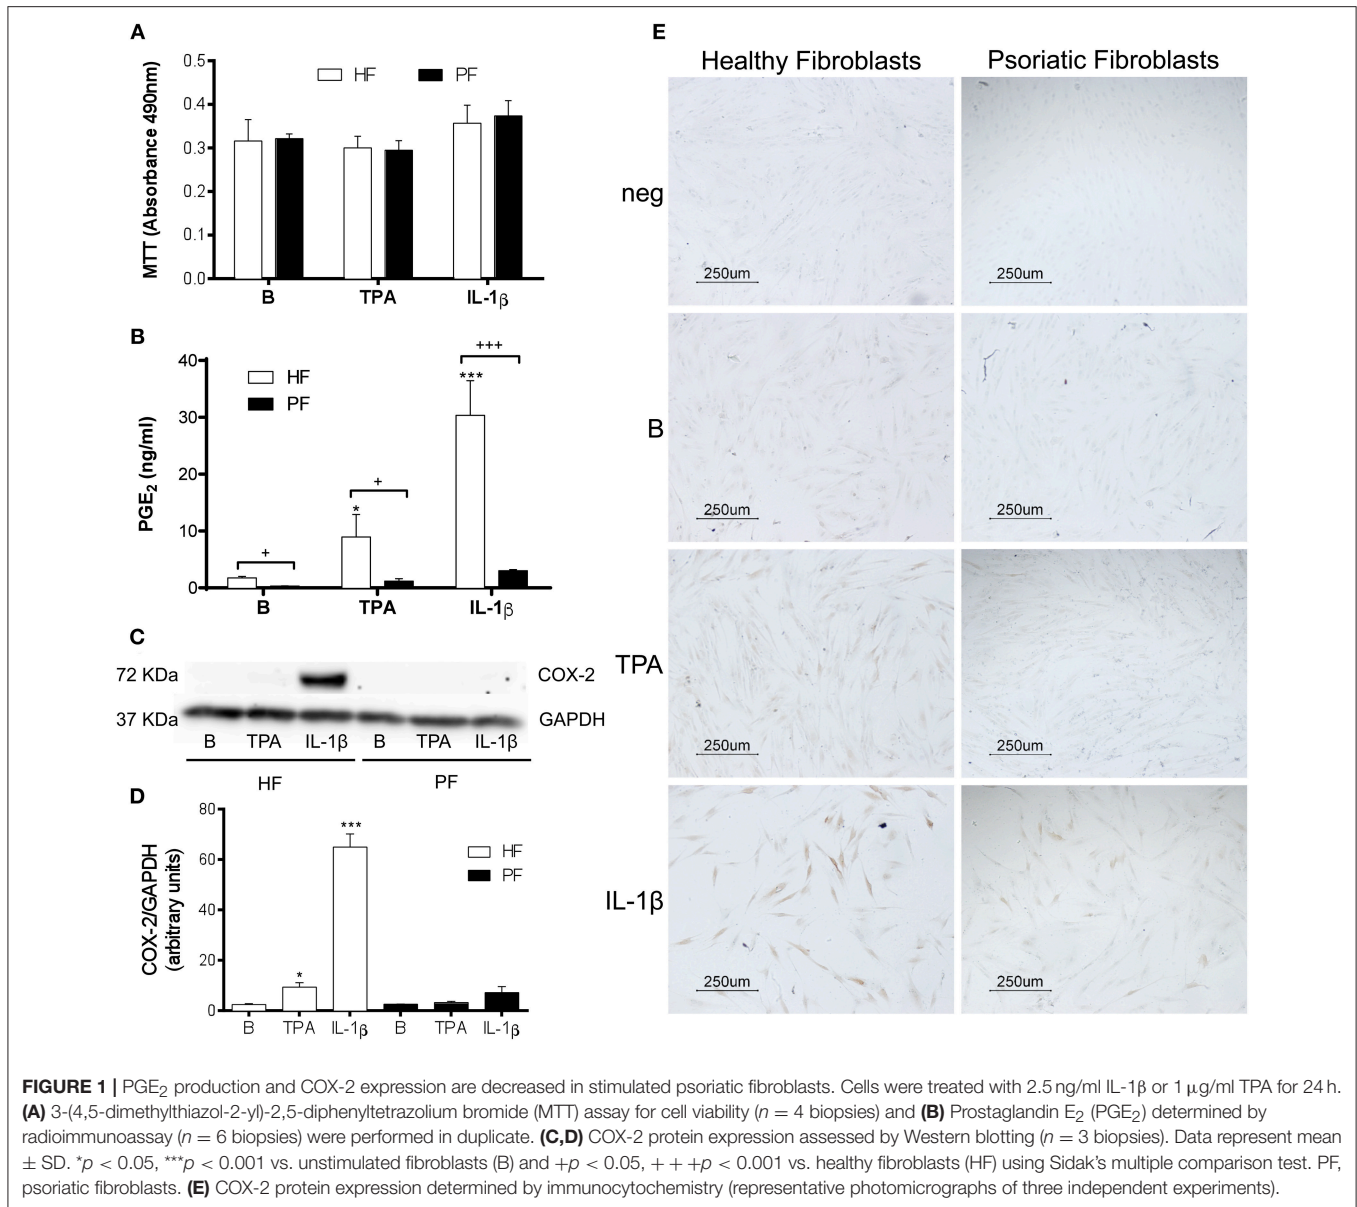 A
MTT (Absorbance 490nm)
0.5
0.4
0.3
0.2
0.1
0.0
HF
PF
B
TPA
IL-1β
B
PGE2 (ng/ml)
40
30
20
10
0
HF
PF
+
*
+
***
+++
B
TPA
IL-1β
C
72 KDa
COX-2
37 KDa
GAPDH
B TPA IL-1β B TPA IL-1β
HF PF
D
COX-2/GAPDH
(arbitrary units)
80
60
40
20
0
*
***
HF
PF
B TPA IL-1β B TPA IL-1β
E
Healthy Fibroblasts Psoriatic Fibroblasts
neg
250um 250um
B
250um 250um
TPA
250um 250um
IL-1β
250um 250um
FIGURE 1 | PGE2 production and COX-2 expression are decreased in stimulated psoriatic fibroblasts. Cells were treated with 2.5 ng/ml IL-1β or 1 μg/ml TPA for 24 h.
(A) 3-(4,5-dimethylthiazol-2-yl)-2,5-diphenyltetrazolium bromide (MTT) assay for cell viability (n = 4 biopsies) and (B) Prostaglandin E2 (PGE2) determined by
radioimmunoassay (n = 6 biopsies) were performed in duplicate. (C,D) COX-2 protein expression assessed by Western blotting (n = 3 biopsies). Data represent mean
± SD. *p < 0.05, ***p < 0.001 vs. unstimulated fibroblasts (B) and +p < 0.05, + + +p < 0.001 vs. healthy fibroblasts (HF) using Sidak's multiple comparison test. PF,
psoriatic fibroblasts. (E) COX-2 protein expression determined by immunocytochemistry (representative photomicrographs of three independent experiments).